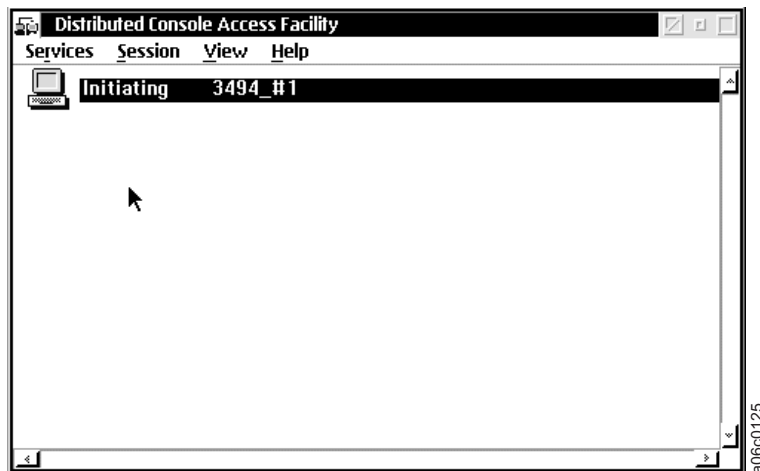 Distributed Console Access Facility
Services Session View Help
Initiating 3494_#1
a06c0125